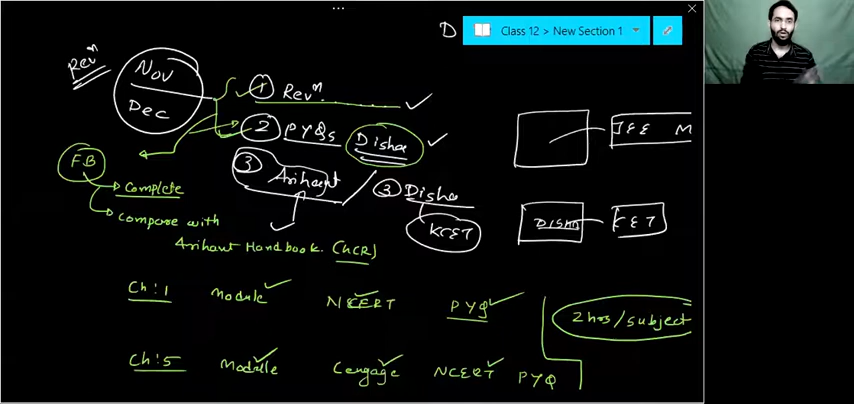 D
Class 12 > New Section 1
Revⁿ
Nov
Dec
① Revⁿ.
② PYQs Disha
③ Arihant
③ Disha
KCET
FB
Complete
Compare with
Arihant Handbook. (NCR)
JEE M
DISHA
KET
Ch:1 Module NCERT PYQ
2 hrs/subject
Ch:5 Module Cengage NCERT PYQ